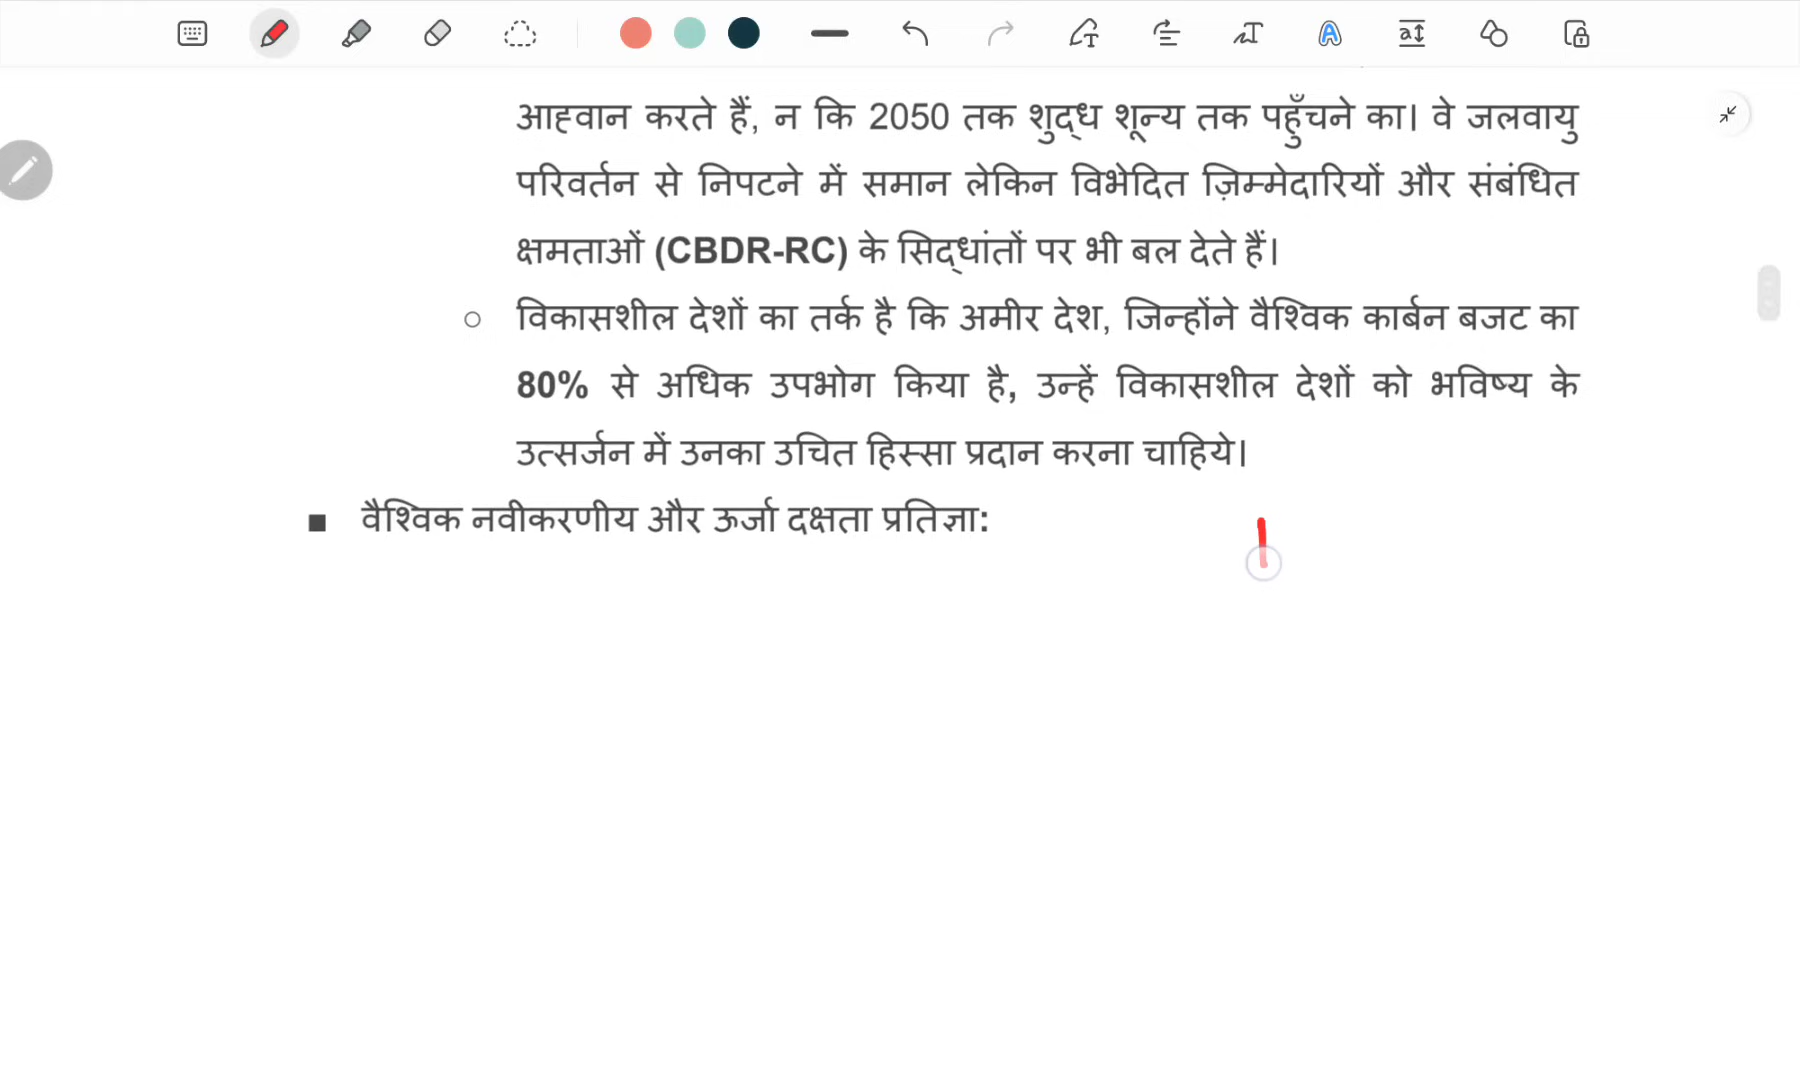 आह्वान करते हैं, न कि 2050 तक शुद्ध शून्य तक पहुँचने का। वे जलवायु
परिवर्तन से निपटने में समान लेकिन विभेदित ज़िम्मेदारियों और संबंधित
क्षमताओं (CBDR-RC) के सिद्धांतों पर भी बल देते हैं।
○ विकासशील देशों का तर्क है कि अमीर देश, जिन्होंने वैश्विक कार्बन बजट का
80% से अधिक उपभोग किया है, उन्हें विकासशील देशों को भविष्य के
उत्सर्जन में उनका उचित हिस्सा प्रदान करना चाहिये।
■ वैश्विक नवीकरणीय और ऊर्जा दक्षता प्रतिज्ञा: